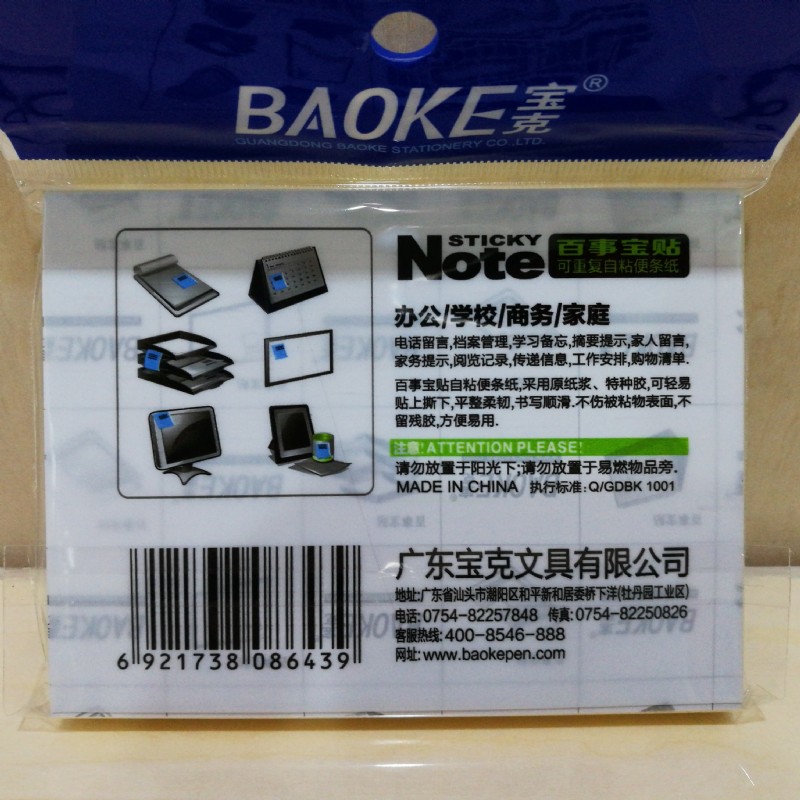 BAOKE宝克®
GUANGDONG BAOKE STATIONERY CO.,LTD.
STICKY
Note
百事宝贴
可重复自粘便条纸
办公/学校/商务/家庭
电话留言,档案管理,学习备忘,摘要提示,家人留言,
家务提示,阅览记录,传递信息,工作安排,购物清单.
百事宝贴自粘便条纸,采用原纸浆、特种胶,可轻易
贴上撕下,平整柔韧,书写顺滑.不伤被粘物表面,不
留残胶,方便易用.
注意! ATTENTION PLEASE!
请勿放置于阳光下;请勿放置于易燃物品旁.
MADE IN CHINA 执行标准:Q/GDBK 1001
广东宝克文具有限公司
地址:广东省汕头市潮阳区和平新和居委桥下洋(牡丹园工业区)
电话:0754-82257848 传真:0754-82250826
客服热线:400-8546-888
网址:www.baokepen.com
6 921738 086439